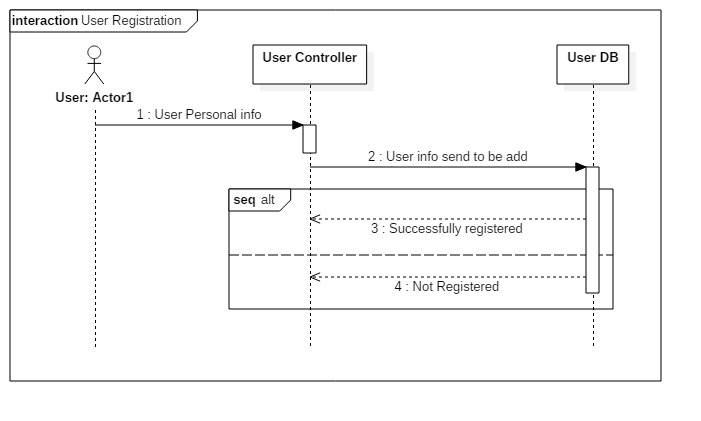 interaction User Registration
User Controller
User DB
User: Actor1
1 : User Personal info
2 : User info send to be add
seq alt
3 : Successfully registered
4 : Not Registered